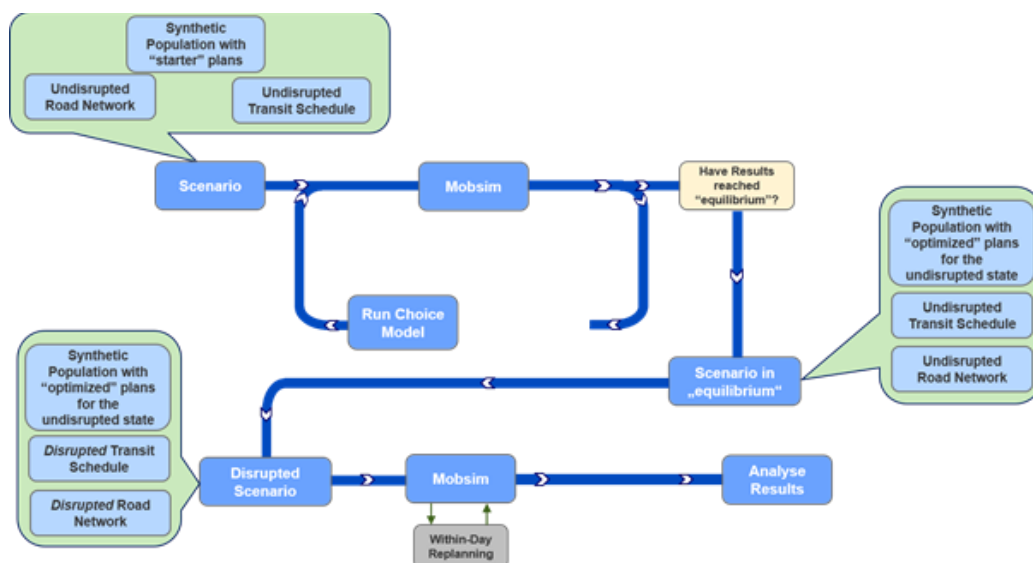 Synthetic
Population with
“starter” plans
Undisrupted
Road Network
Undisrupted
Transit Schedule
Scenario
Mobsim
Have Results
reached
“equilibrium”?
Synthetic
Population with
“optimized” plans
for the
undisrupted state
Undisrupted
Transit Schedule
Undisrupted
Road Network
Run Choice
Model
Scenario in
„equilibrium“
Synthetic
Population with
“optimized” plans
for the
undisrupted state
Disrupted Transit
Schedule
Disrupted Road
Network
Disrupted
Scenario
Mobsim
Analyse
Results
Within-Day
Replanning